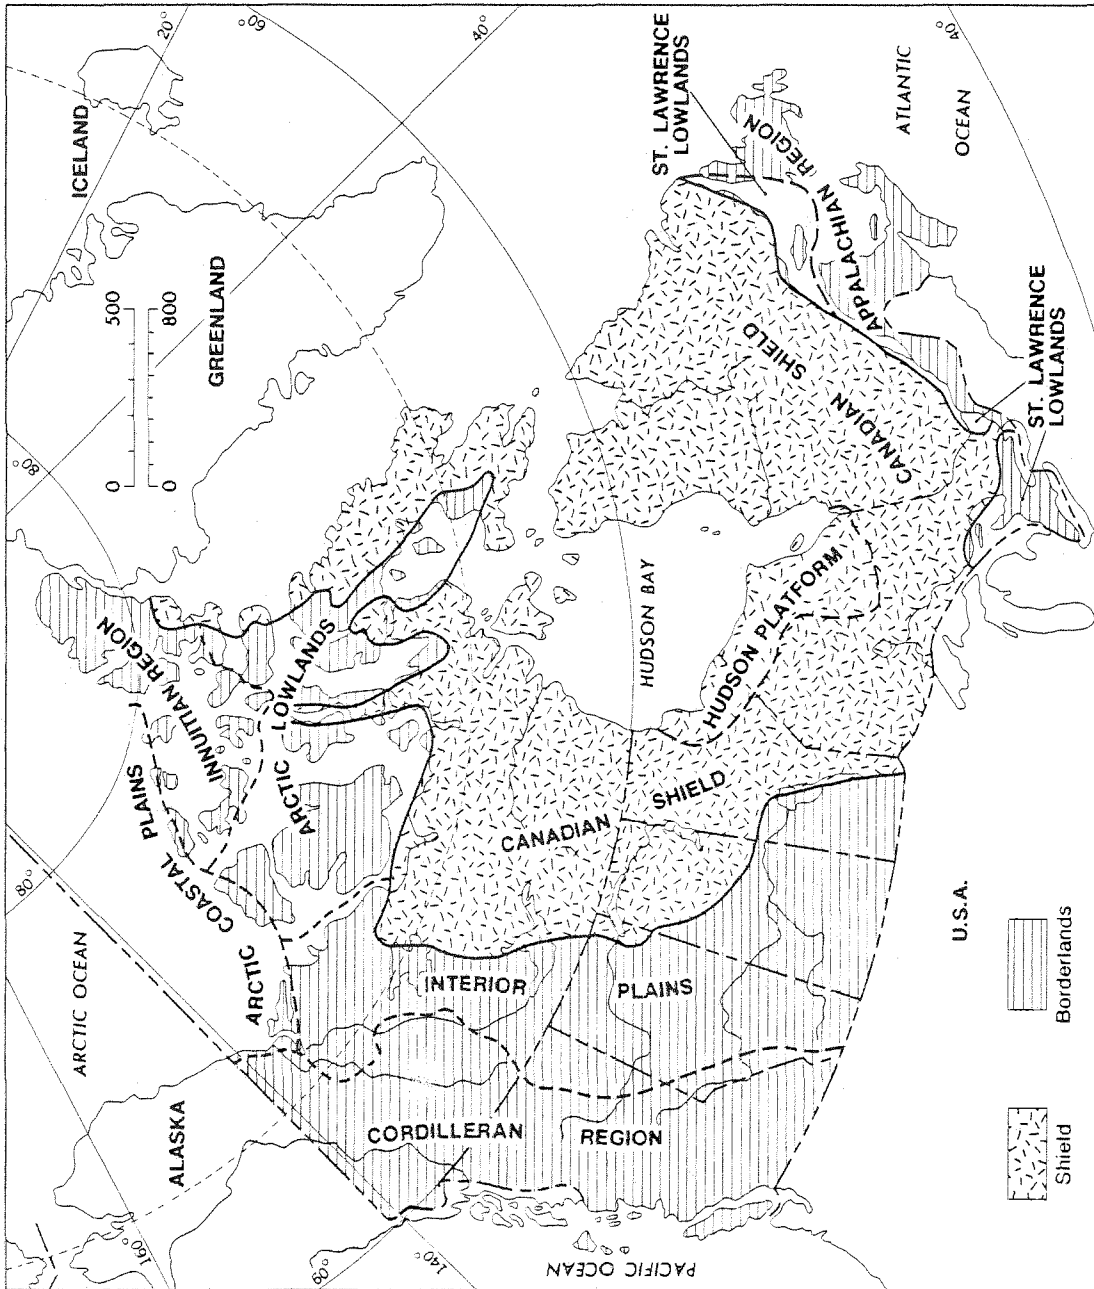 20°
60°
40°
ICELAND
GREENLAND
500
800
0
0
80°
ST. LAWRENCE
LOWLANDS
ATLANTIC
OCEAN
40°
APPALACHIAN REGION
ST. LAWRENCE
LOWLANDS
CANADIAN
SHIELD
HUDSON BAY
HUDSON PLATFORM
INNUITIAN REGION
ARCTIC LOWLANDS
ARCTIC COASTAL PLAINS
80°
ARCTIC OCEAN
CANADIAN
SHIELD
INTERIOR
PLAINS
CORDILLERAN
REGION
ALASKA
160°
60°
140°
PACIFIC OCEAN
U.S.A.
Borderlands
Shield